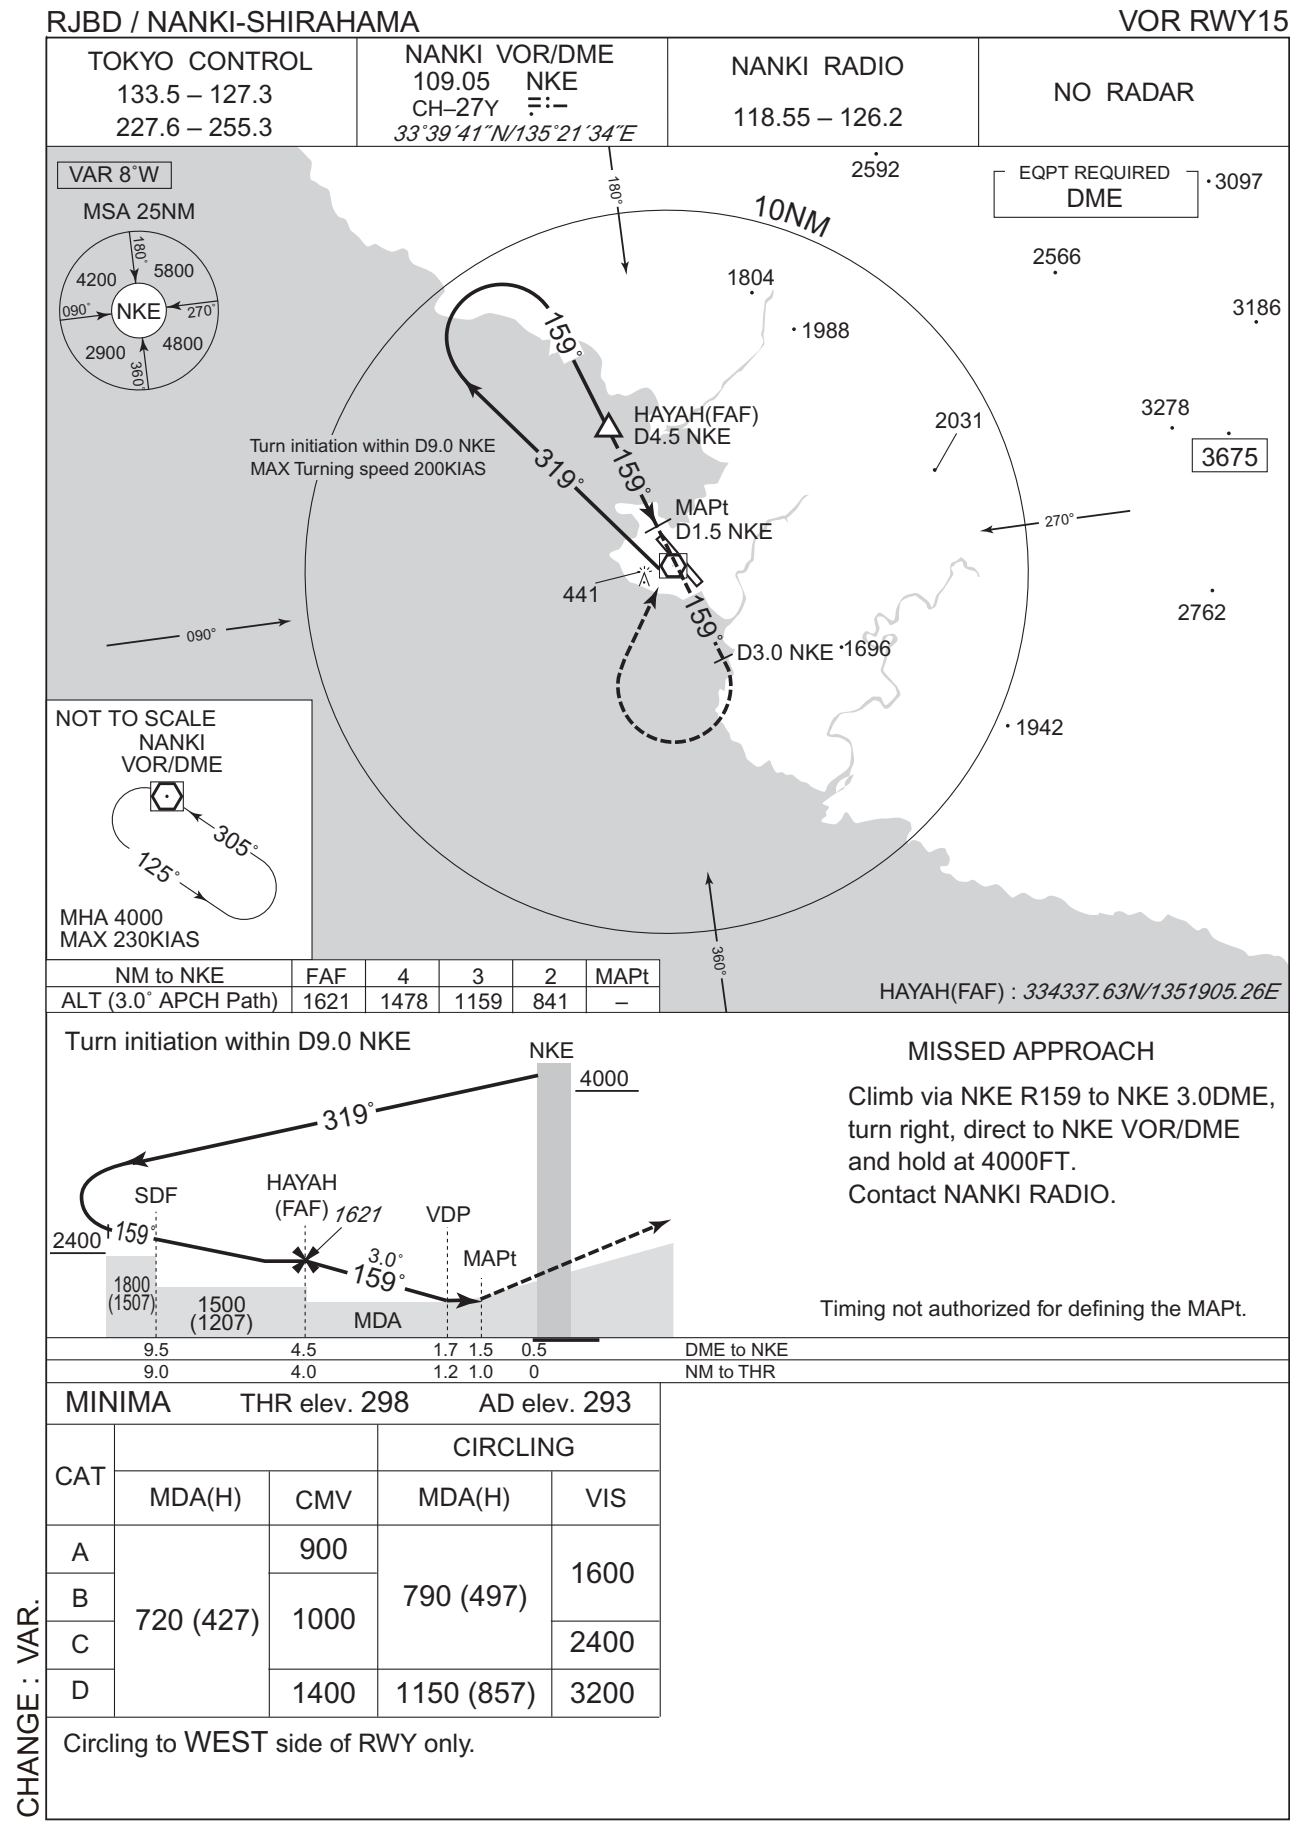 RJBD / NANKI-SHIRAHAMA
VOR RWY15
TOKYO CONTROL
133.5 – 127.3
227.6 – 255.3
NANKI VOR/DME
109.05 NKE
CH–27Y
33°39´41˝N/135°21´34˝E
NANKI RADIO
118.55 – 126.2
NO RADAR
VAR 8°W
MSA 25NM
180°
4200
5800
090°
NKE
270°
2900
4800
360°
180°
10NM
2592
EQPT REQUIRED
DME
3097
2566
3186
1804
1988
159°
HAYAH(FAF)
D4.5 NKE
2031
3278
3675
Turn initiation within D9.0 NKE
MAX Turning speed 200KIAS
319°
159°
MAPt
D1.5 NKE
270°
441
2762
159°
090°
D3.0 NKE
1696
1942
NOT TO SCALE
NANKI
VOR/DME
305°
125°
MHA 4000
MAX 230KIAS
360°
NM to NKE FAF 4 3 2 MAPt
ALT (3.0° APCH Path) 1621 1478 1159 841 –
HAYAH(FAF) : 334337.63N/1351905.26E
Turn initiation within D9.0 NKE
NKE
4000
319°
SDF
HAYAH
(FAF)
1621
VDP
2400
159°
3.0°
159°
MAPt
1800
(1507)
1500
(1207)
MDA
MISSED APPROACH
Climb via NKE R159 to NKE 3.0DME,
turn right, direct to NKE VOR/DME
and hold at 4000FT.
Contact NANKI RADIO.
Timing not authorized for defining the MAPt.
9.5 4.5 1.7 1.5 0.5 DME to NKE
9.0 4.0 1.2 1.0 0 NM to THR
MINIMA THR elev. 298 AD elev. 293
CAT
CIRCLING
MDA(H) CMV MDA(H) VIS
A
900
B
1000
C
D
720 (427)
1400
790 (497)
1600
2400
1150 (857)
3200
Circling to WEST side of RWY only.
CHANGE : VAR.